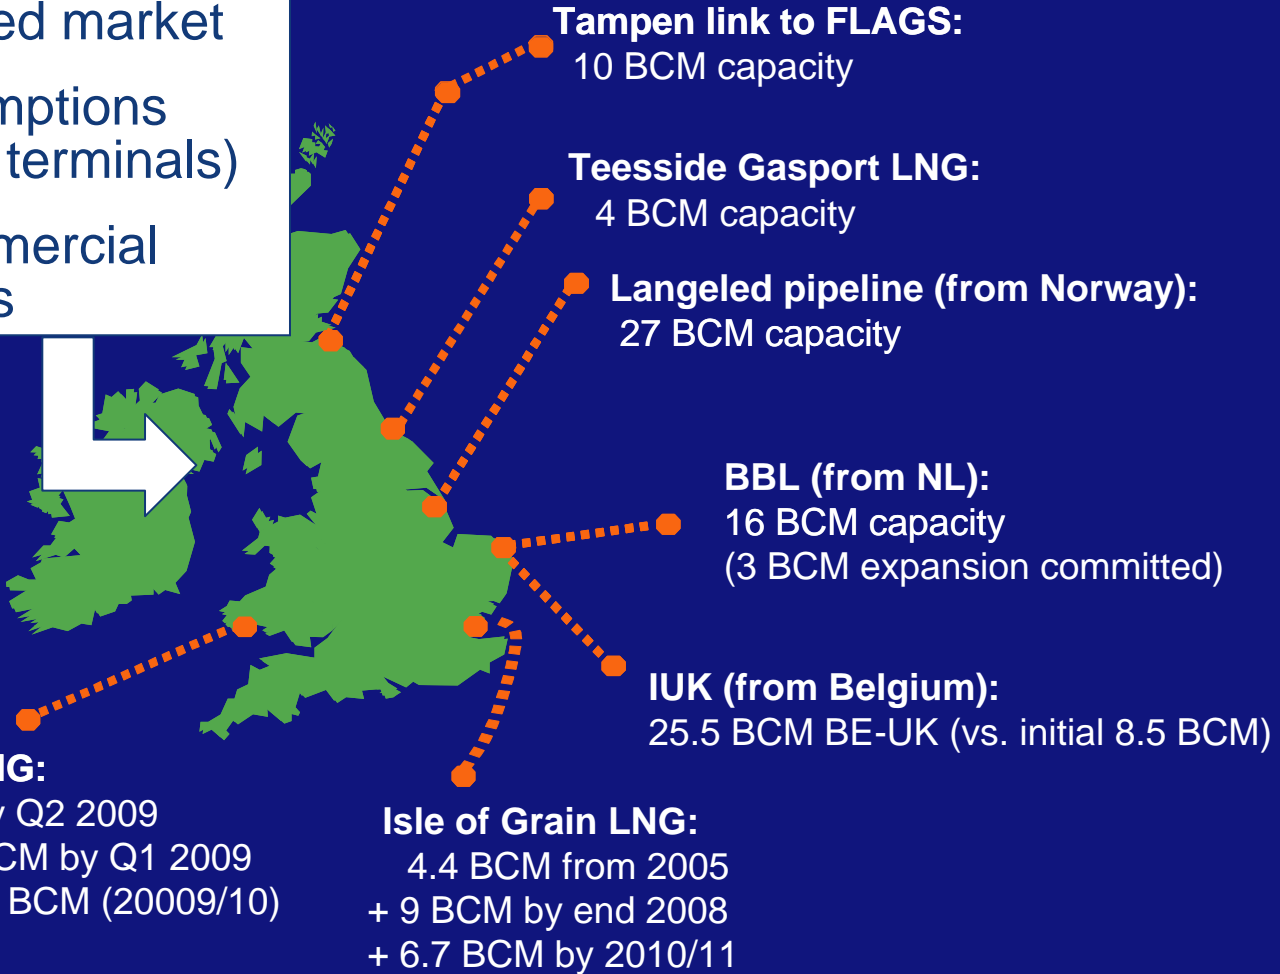 ed market
mptions
terminals)
mercial
s
Tampen link to FLAGS:
10 BCM capacity
Teesside Gasport LNG:
4 BCM capacity
Langeled pipeline (from Norway):
27 BCM capacity
BBL (from NL):
16 BCM capacity
(3 BCM expansion committed)
IUK (from Belgium):
25.5 BCM BE-UK (vs. initial 8.5 BCM)
NG:
y Q2 2009
CM by Q1 2009
BCM (20009/10)
Isle of Grain LNG:
4.4 BCM from 2005
+ 9 BCM by end 2008
+ 6.7 BCM by 2010/11